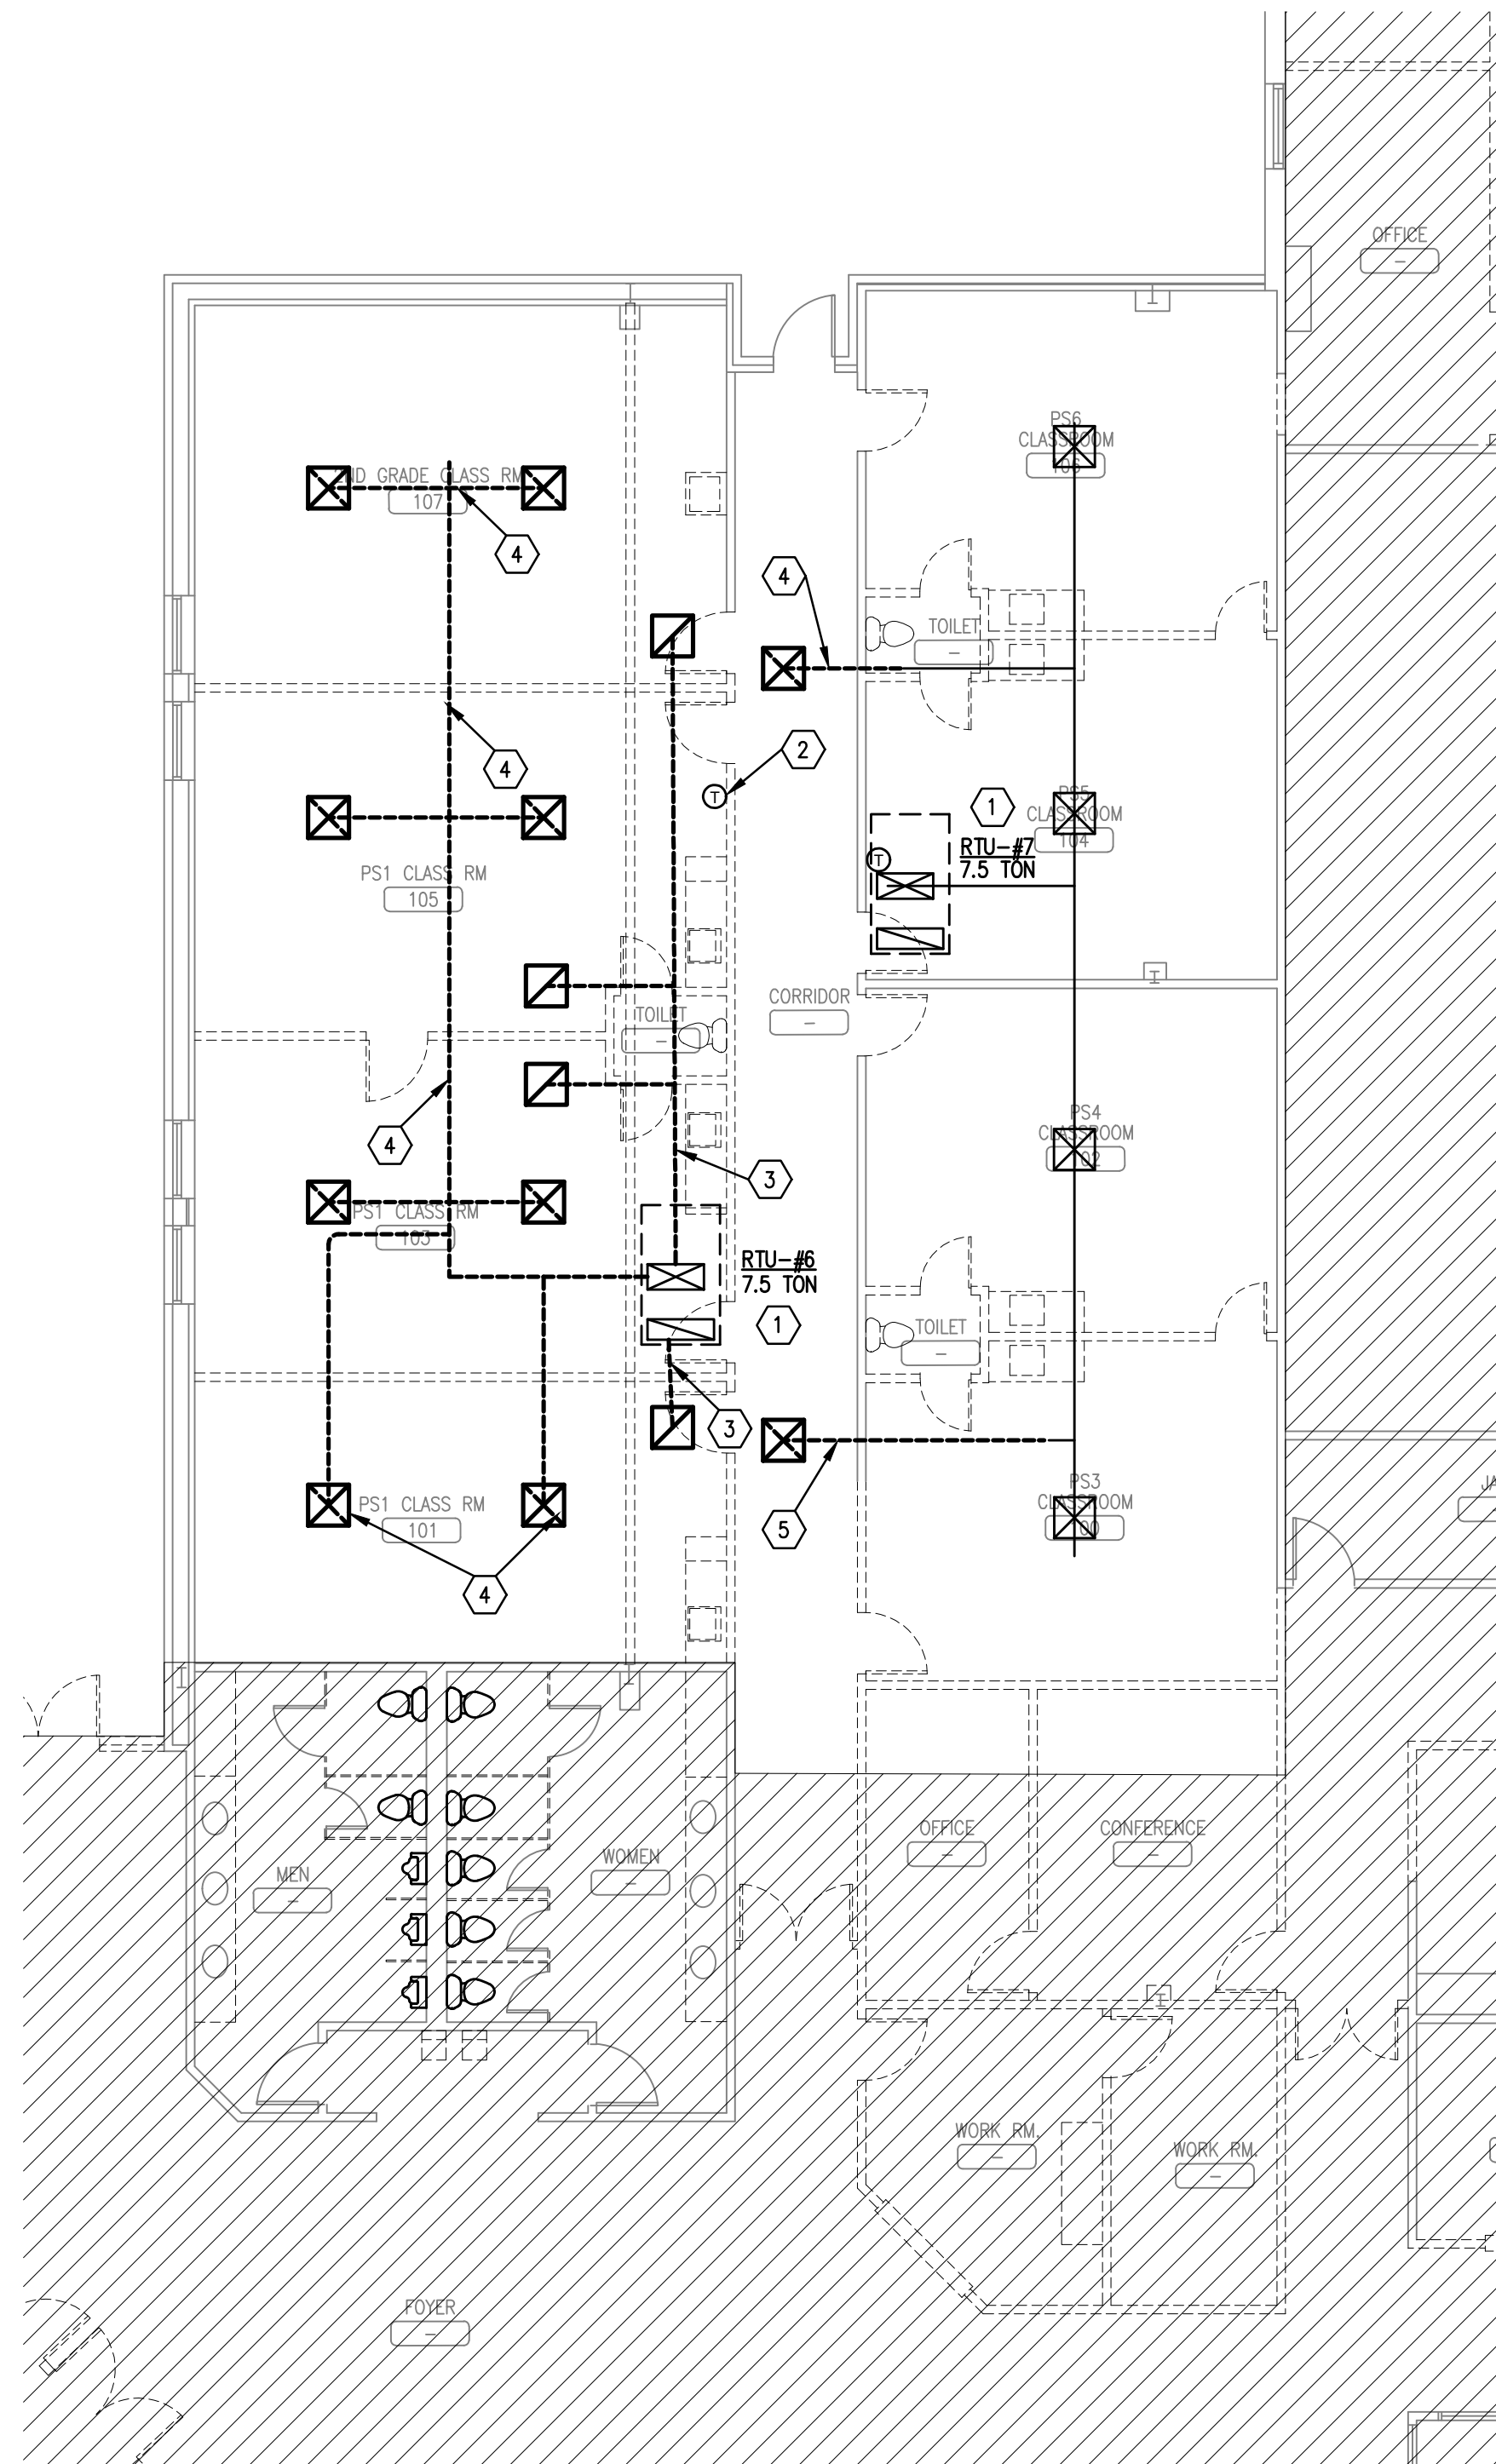 OFFICE
–
PS6
CLASSROOM
106
2ND GRADE CLASS RM
107
4
4
TOILET
–
2
4
T
1
PS5
CLASSROOM
104
RTU-#7
7.5 TON
T
PS1 CLASS RM
105
CORRIDOR
–
TOILET
–
PS4
CLASSROOM
102
4
3
PS1 CLASS RM
103
RTU-#6
7.5 TON
1
TOILET
–
3
PS3
CLASSROOM
100
PS1 CLASS RM
101
5
4
OFFICE
–
CONFERENCE
–
WOMEN
–
MEN
–
WORK RM.
–
WORK RM.
–
FOYER
–